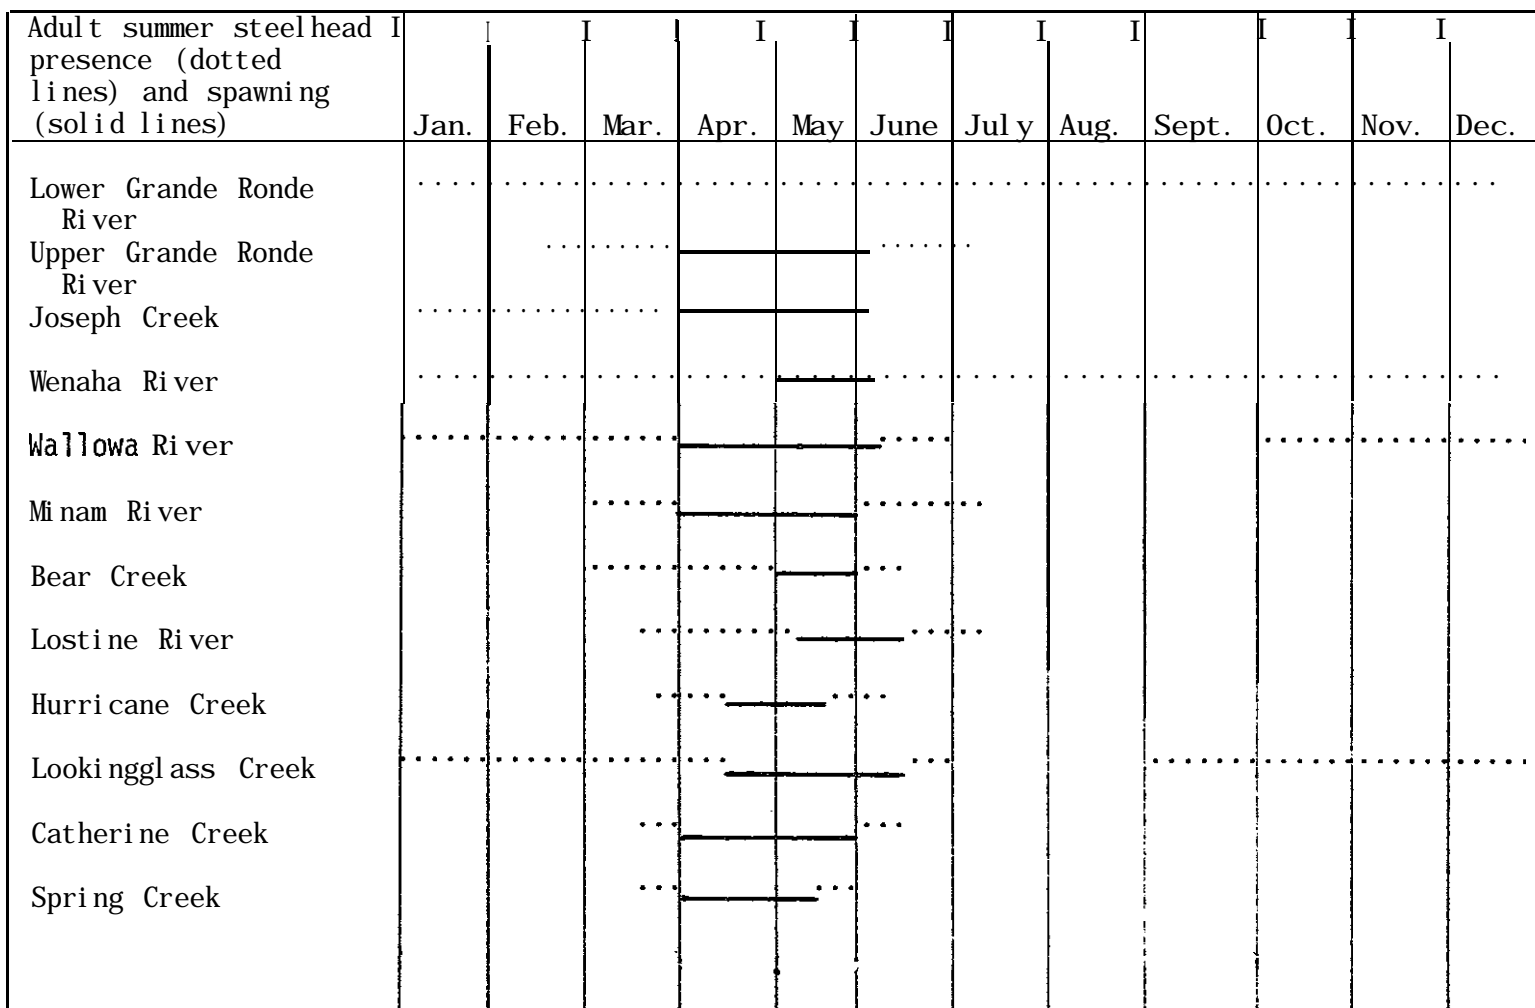 Adult summer steelhead
presence (dotted
lines) and spawning
(solid lines)
Jan. Feb. Mar. Apr. May June July Aug. Sept. Oct. Nov. Dec.
Lower Grande Ronde
River
Upper Grande Ronde
River
Joseph Creek
Wenaha River
Wallowa River
Minam River
Bear Creek
Lostine River
Hurricane Creek
Lookingglass Creek
Catherine Creek
Spring Creek